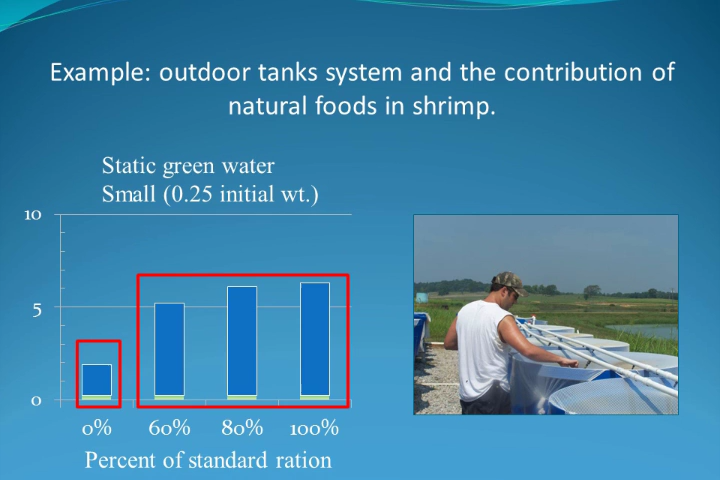 Example: outdoor tanks system and the contribution of
natural foods in shrimp.
Static green water
Small (0.25 initial wt.)
10
5
0
0% 60% 80% 100%
Percent of standard ration